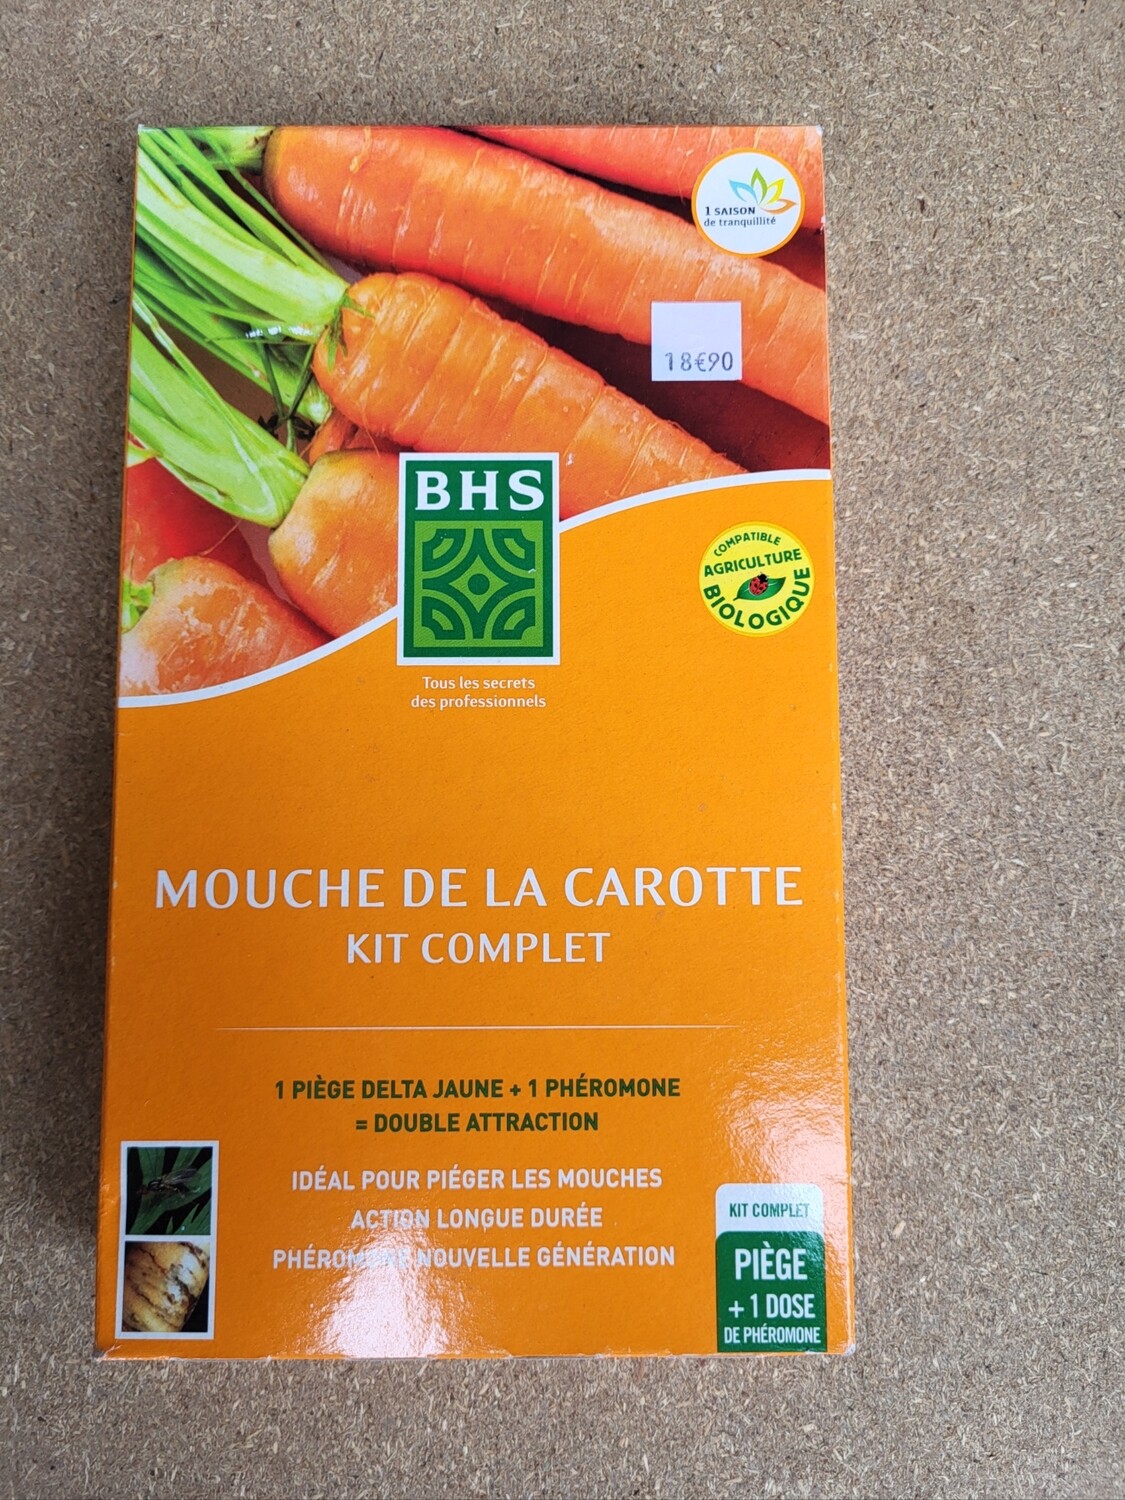 1 SAISON
de tranquillité
18€90
BHS
COMPATIBLE
AGRICULTURE
BIOLOGIQUE
Tous les secrets
des professionnels
MOUCHE DE LA CAROTTE
KIT COMPLET
1 PIÈGE DELTA JAUNE + 1 PHÉROMONE
= DOUBLE ATTRACTION
IDÉAL POUR PIÉGER LES MOUCHES
ACTION LONGUE DURÉE
PHÉROMONE NOUVELLE GÉNÉRATION
KIT COMPLET
PIÈGE
+ 1 DOSE
DE PHÉROMONE